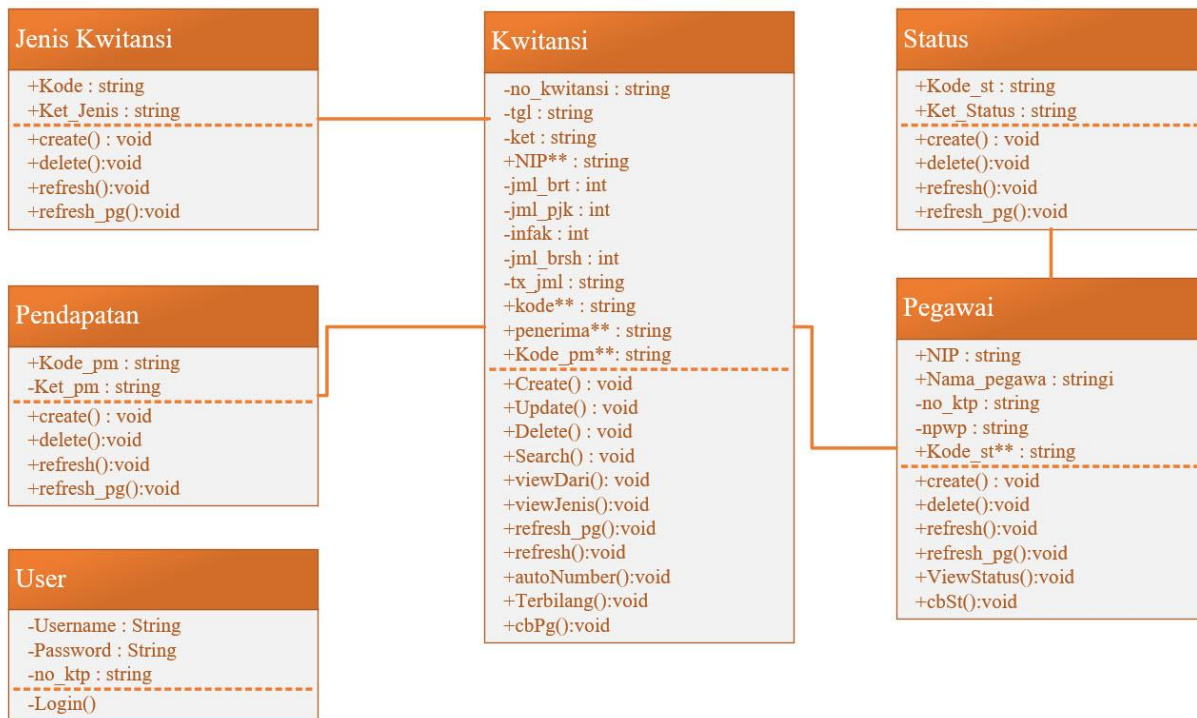 Jenis Kwitansi
+Kode : string
+Ket_Jenis : string
+create() : void
+delete():void
+refresh():void
+refresh_pg():void
Pendapatan
+Kode_pm : string
-Ket_pm : string
+create() : void
+delete():void
+refresh():void
+refresh_pg():void
User
-Username : String
-Password : String
-no_ktp : string
-Login()
Kwitansi
-no_kwitansi : string
-tgl : string
-ket : string
+NIP** : string
-jml_brt : int
-jml_pjk : int
-infak : int
-jml_brsh : int
-tx_jml : string
+kode** : string
+penerima** : string
+Kode_pm**: string
+Create() : void
+Update() : void
+Delete() : void
+Search() : void
+viewDari(): void
+viewJenis():void
+refresh_pg():void
+refresh():void
+autoNumber():void
+Terbilang():void
+cbPg():void
Status
+Kode_st : string
+Ket_Status : string
+create() : void
+delete():void
+refresh():void
+refresh_pg():void
Pegawai
+NIP : string
+Nama_pegawa : stringi
-no_ktp : string
-npwp : string
+Kode_st** : string
+create() : void
+delete():void
+refresh():void
+refresh_pg():void
+ViewStatus():void
+cbSt():void